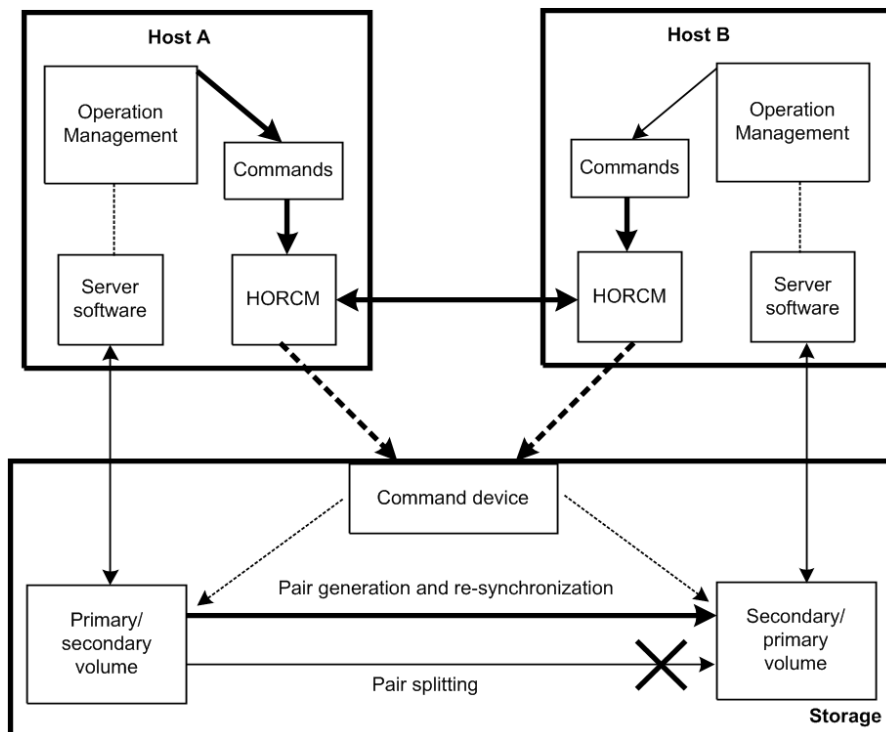 Host A
Host B
Operation
Management
Commands
Server
software
HORCM
Operation
Management
Commands
HORCM
Server
software
Command device
Pair generation and re-synchronization
Primary/
secondary
volume
Secondary/
primary
volume
Pair splitting
Storage